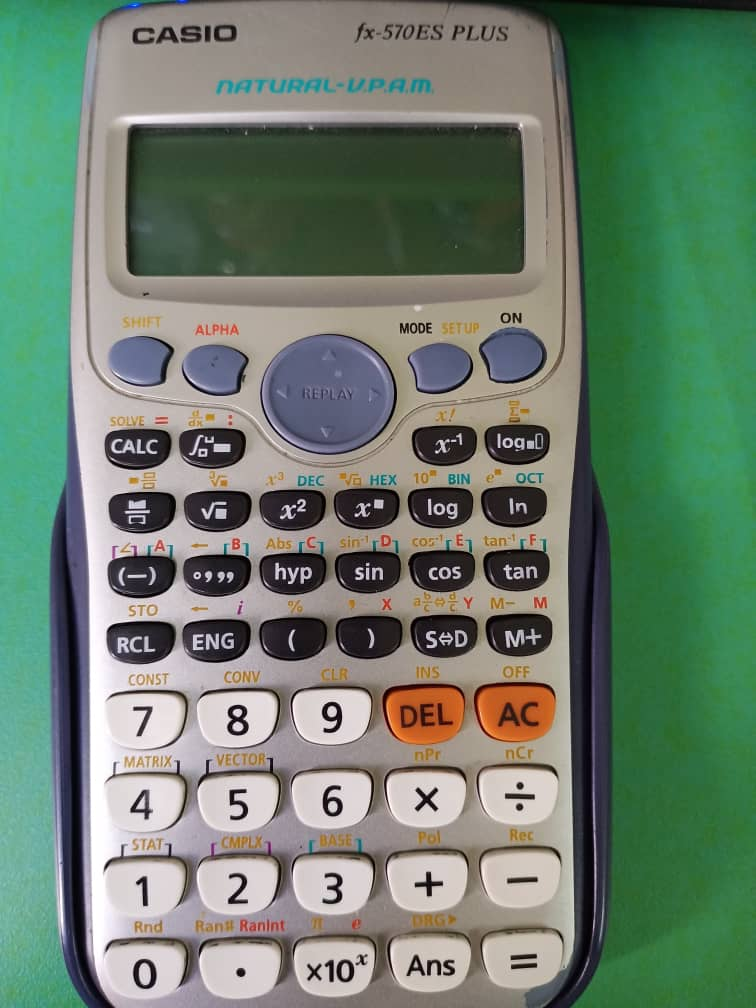 CASIO fx-570ES PLUS
NATURAL-V.P.A.M.
SHIFT ALPHA MODE SETUP ON
REPLAY
SOLVE = d/dx■ : x! Σ
CALC ∫ x⁻¹ log■□
³√■ x³ DEC ■√□ HEX 10■ BIN e■ OCT
√■ x² x■ log ln
∠ A ← B Abs C sin⁻¹ D cos⁻¹ E tan⁻¹ F
(−) °,,, hyp sin cos tan
STO ← i % , X a b/c⇔d/c Y M− M
RCL ENG ( ) S⇔D M+
CONST CONV CLR INS OFF
7 8 9 DEL AC
MATRIX VECTOR nPr nCr
4 5 6 × ÷
STAT CMPLX BASE Pol Rec
1 2 3 + −
Rnd Ran# RanInt π e DRG▶
0 . ×10ˣ Ans =